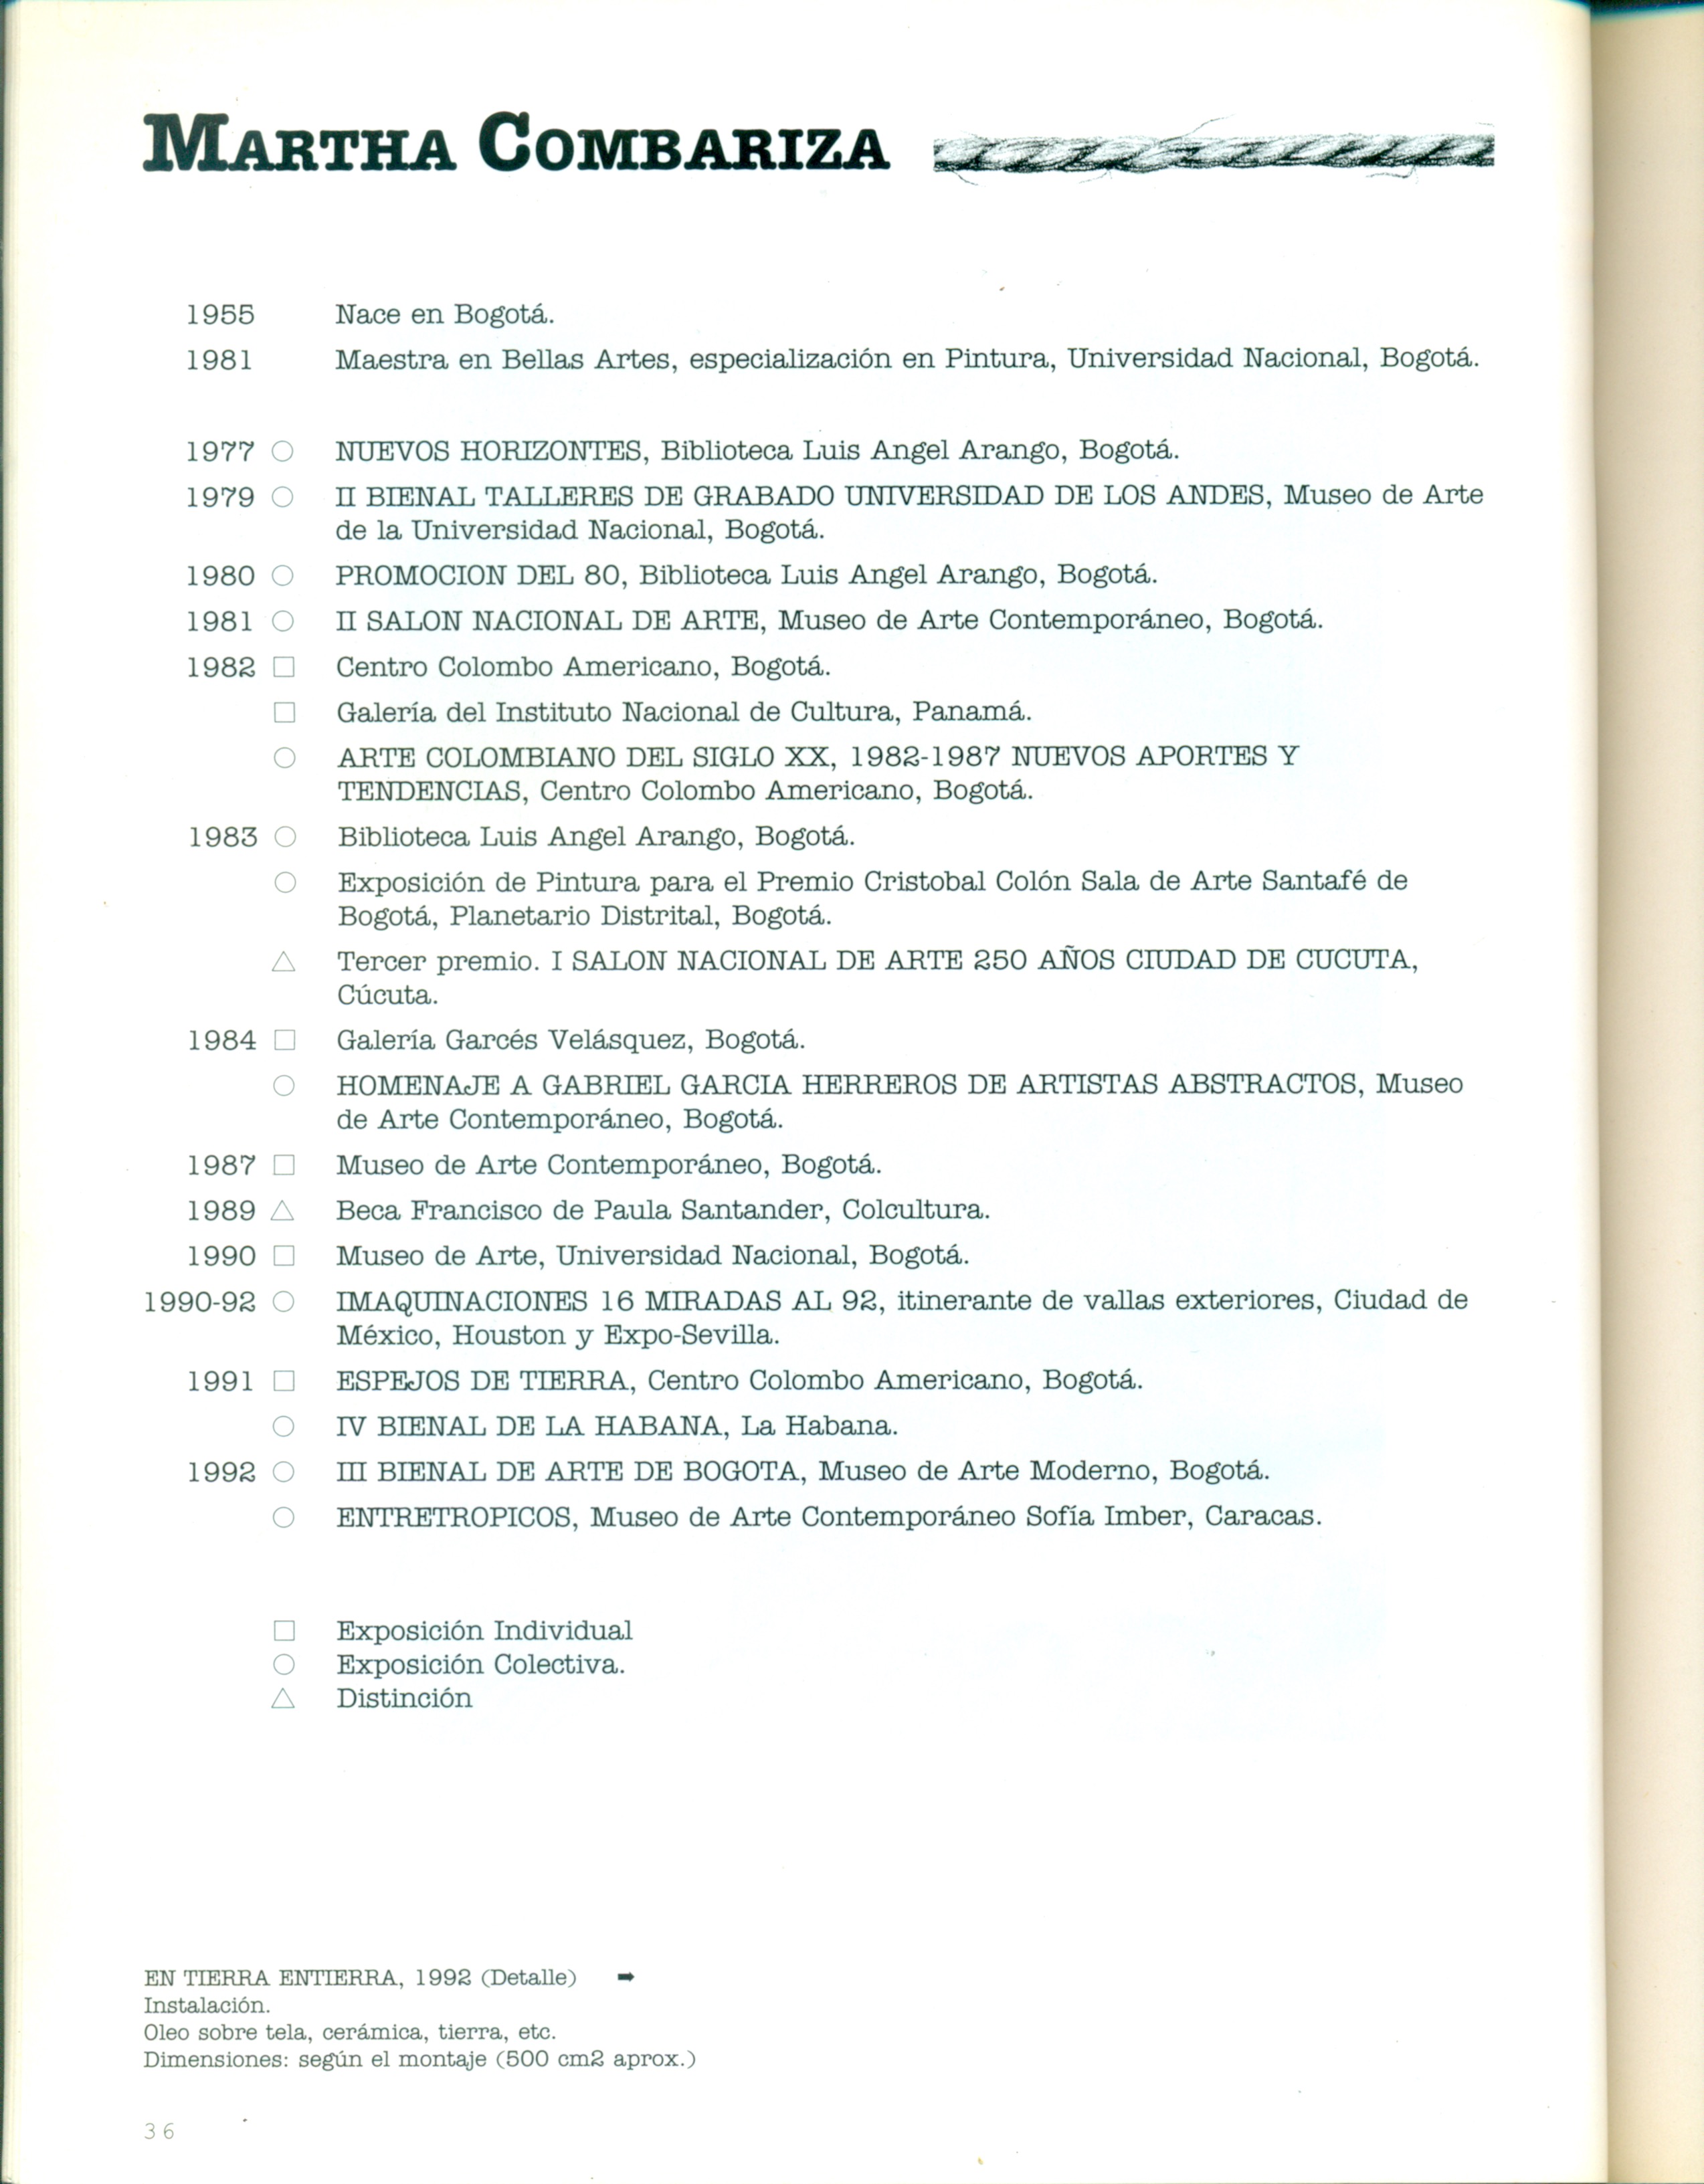 MARTHA COMBARIZA
1955 Nace en Bogotá.
1981 Maestra en Bellas Artes, especialización en Pintura, Universidad Nacional, Bogotá.
1977 ○ NUEVOS HORIZONTES, Biblioteca Luis Angel Arango, Bogotá.
1979 ○ II BIENAL TALLERES DE GRABADO UNIVERSIDAD DE LOS ANDES, Museo de Arte
de la Universidad Nacional, Bogotá.
1980 ○ PROMOCION DEL 80, Biblioteca Luis Angel Arango, Bogotá.
1981 ○ II SALON NACIONAL DE ARTE, Museo de Arte Contemporáneo, Bogotá.
1982 □ Centro Colombo Americano, Bogotá.
□ Galería del Instituto Nacional de Cultura, Panamá.
○ ARTE COLOMBIANO DEL SIGLO XX, 1982-1987 NUEVOS APORTES Y
TENDENCIAS, Centro Colombo Americano, Bogotá.
1983 ○ Biblioteca Luis Angel Arango, Bogotá.
○ Exposición de Pintura para el Premio Cristobal Colón Sala de Arte Santafé de
Bogotá, Planetario Distrital, Bogotá.
△ Tercer premio. I SALON NACIONAL DE ARTE 250 AÑOS CIUDAD DE CUCUTA,
Cúcuta.
1984 □ Galería Garcés Velásquez, Bogotá.
○ HOMENAJE A GABRIEL GARCIA HERREROS DE ARTISTAS ABSTRACTOS, Museo
de Arte Contemporáneo, Bogotá.
1987 □ Museo de Arte Contemporáneo, Bogotá.
1989 △ Beca Francisco de Paula Santander, Colcultura.
1990 □ Museo de Arte, Universidad Nacional, Bogotá.
1990-92 ○ IMAQUINACIONES 16 MIRADAS AL 92, itinerante de vallas exteriores, Ciudad de
México, Houston y Expo-Sevilla.
1991 □ ESPEJOS DE TIERRA, Centro Colombo Americano, Bogotá.
○ IV BIENAL DE LA HABANA, La Habana.
1992 ○ III BIENAL DE ARTE DE BOGOTA, Museo de Arte Moderno, Bogotá.
○ ENTRETROPICOS, Museo de Arte Contemporáneo Sofía Imber, Caracas.
□ Exposición Individual
○ Exposición Colectiva.
△ Distinción
EN TIERRA ENTIERRA, 1992 (Detalle) ➡
Instalación.
Oleo sobre tela, cerámica, tierra, etc.
Dimensiones: según el montaje (500 cm2 aprox.)
36